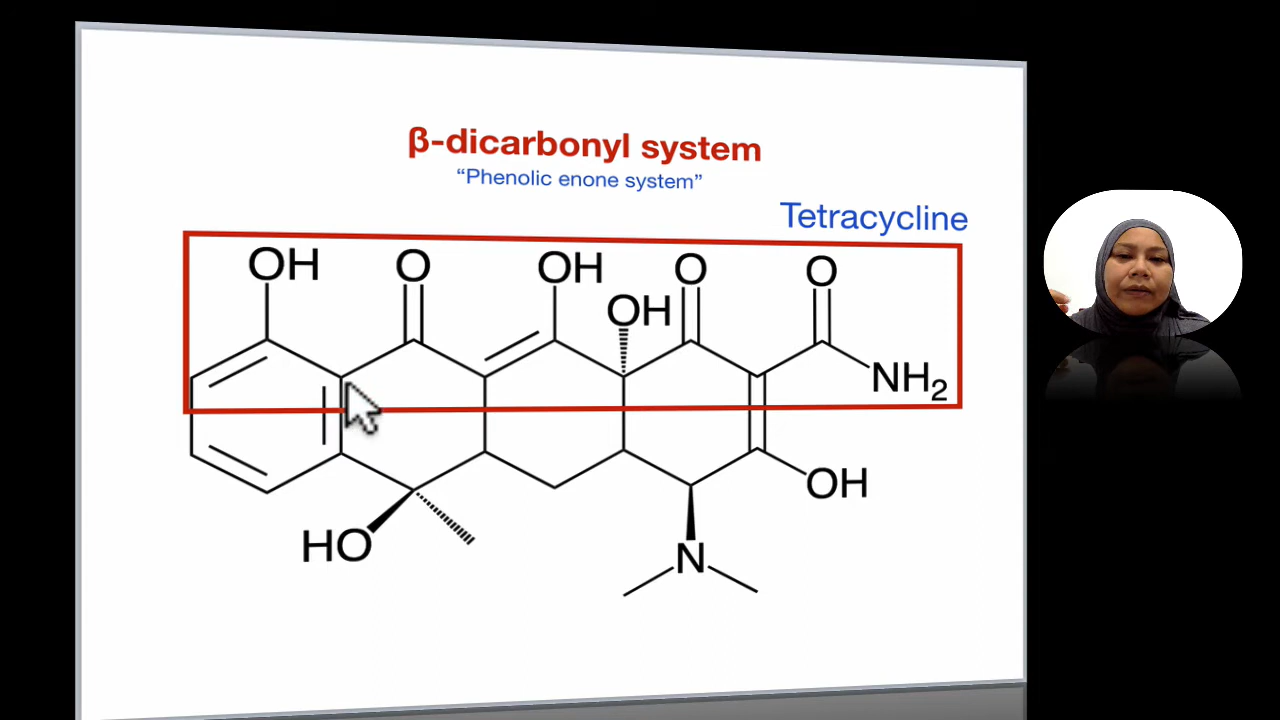 β-dicarbonyl system
“Phenolic enone system”
Tetracycline
OH
O
OH
O
O
OH
NH2
OH
HO
N